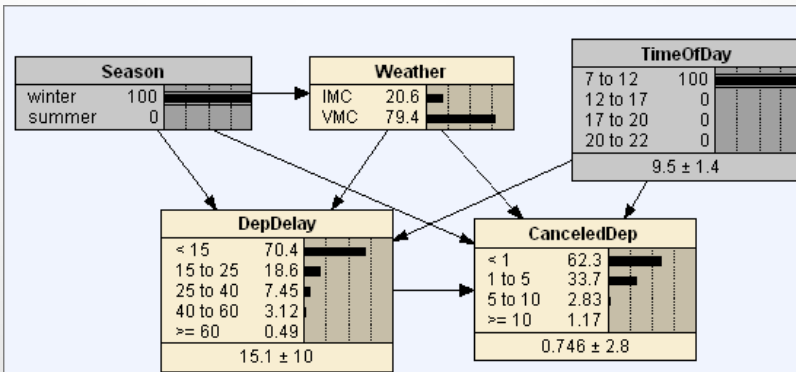 Season
winter 100
summer 0
Weather
IMC 20.6
VMC 79.4
TimeOfDay
7 to 12 100
12 to 17 0
17 to 20 0
20 to 22 0
9.5 ± 1.4
DepDelay
< 15 70.4
15 to 25 18.6
25 to 40 7.45
40 to 60 3.12
>= 60 0.49
15.1 ± 10
CanceledDep
< 1 62.3
1 to 5 33.7
5 to 10 2.83
>= 10 1.17
0.746 ± 2.8